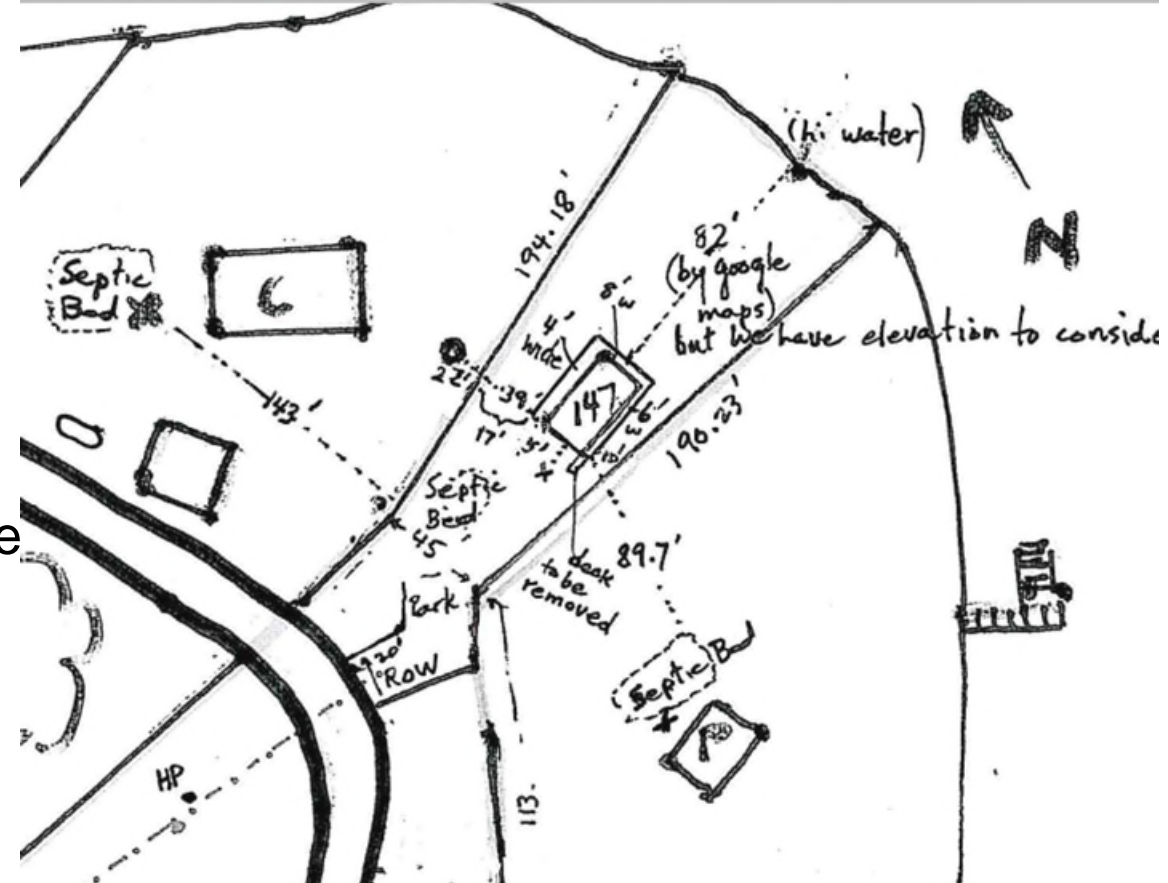 (hi water)
N
194.18'
82'
(by google
maps)
but we have elevation to conside
8'
w
4'
wide
Septic
Bed
C
22'
39'
147
6'
w
17'
5'
10'
190.23'
143'
Septic
Bed
45'
e
deck
to be
removed
89.7'
Park
20'
ROW
Septic Bed
P
HP
113.